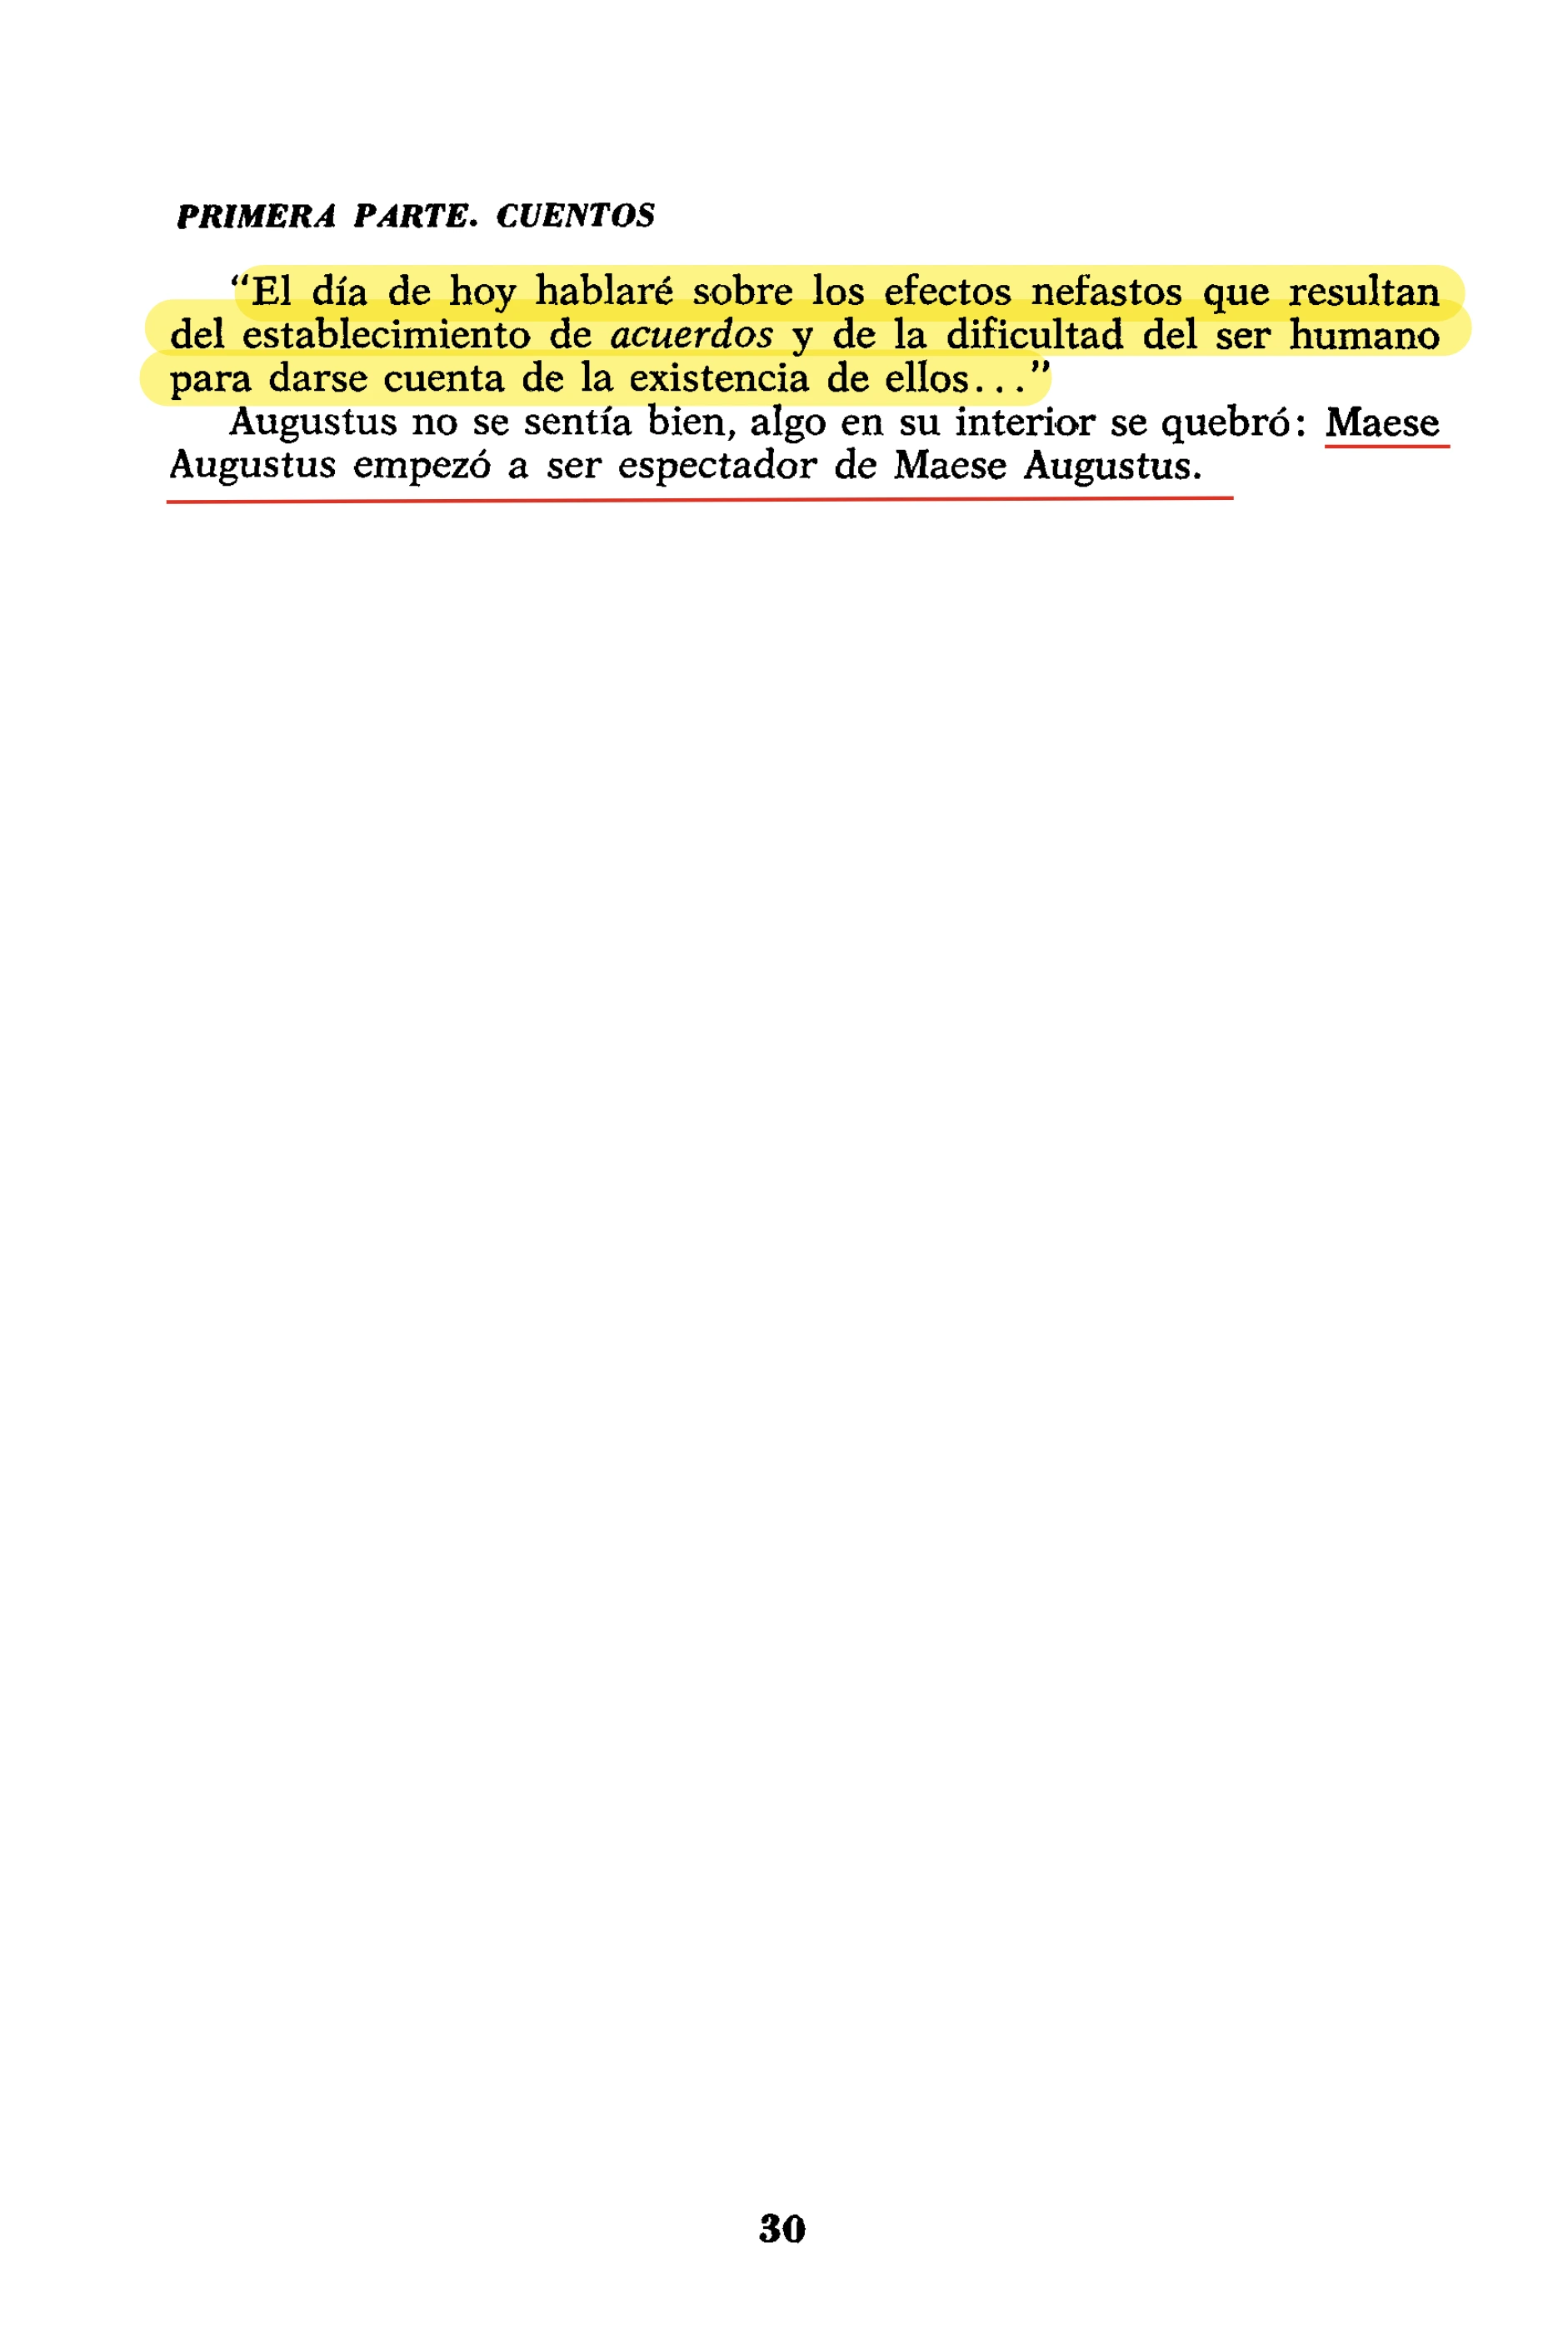 PRIMERA PARTE. CUENTOS
“El día de hoy hablaré sobre los efectos nefastos que resultan
del establecimiento de acuerdos y de la dificultad del ser humano
para darse cuenta de la existencia de ellos...”
Augustus no se sentía bien, algo en su interior se quebró: Maese
Augustus empezó a ser espectador de Maese Augustus.
30